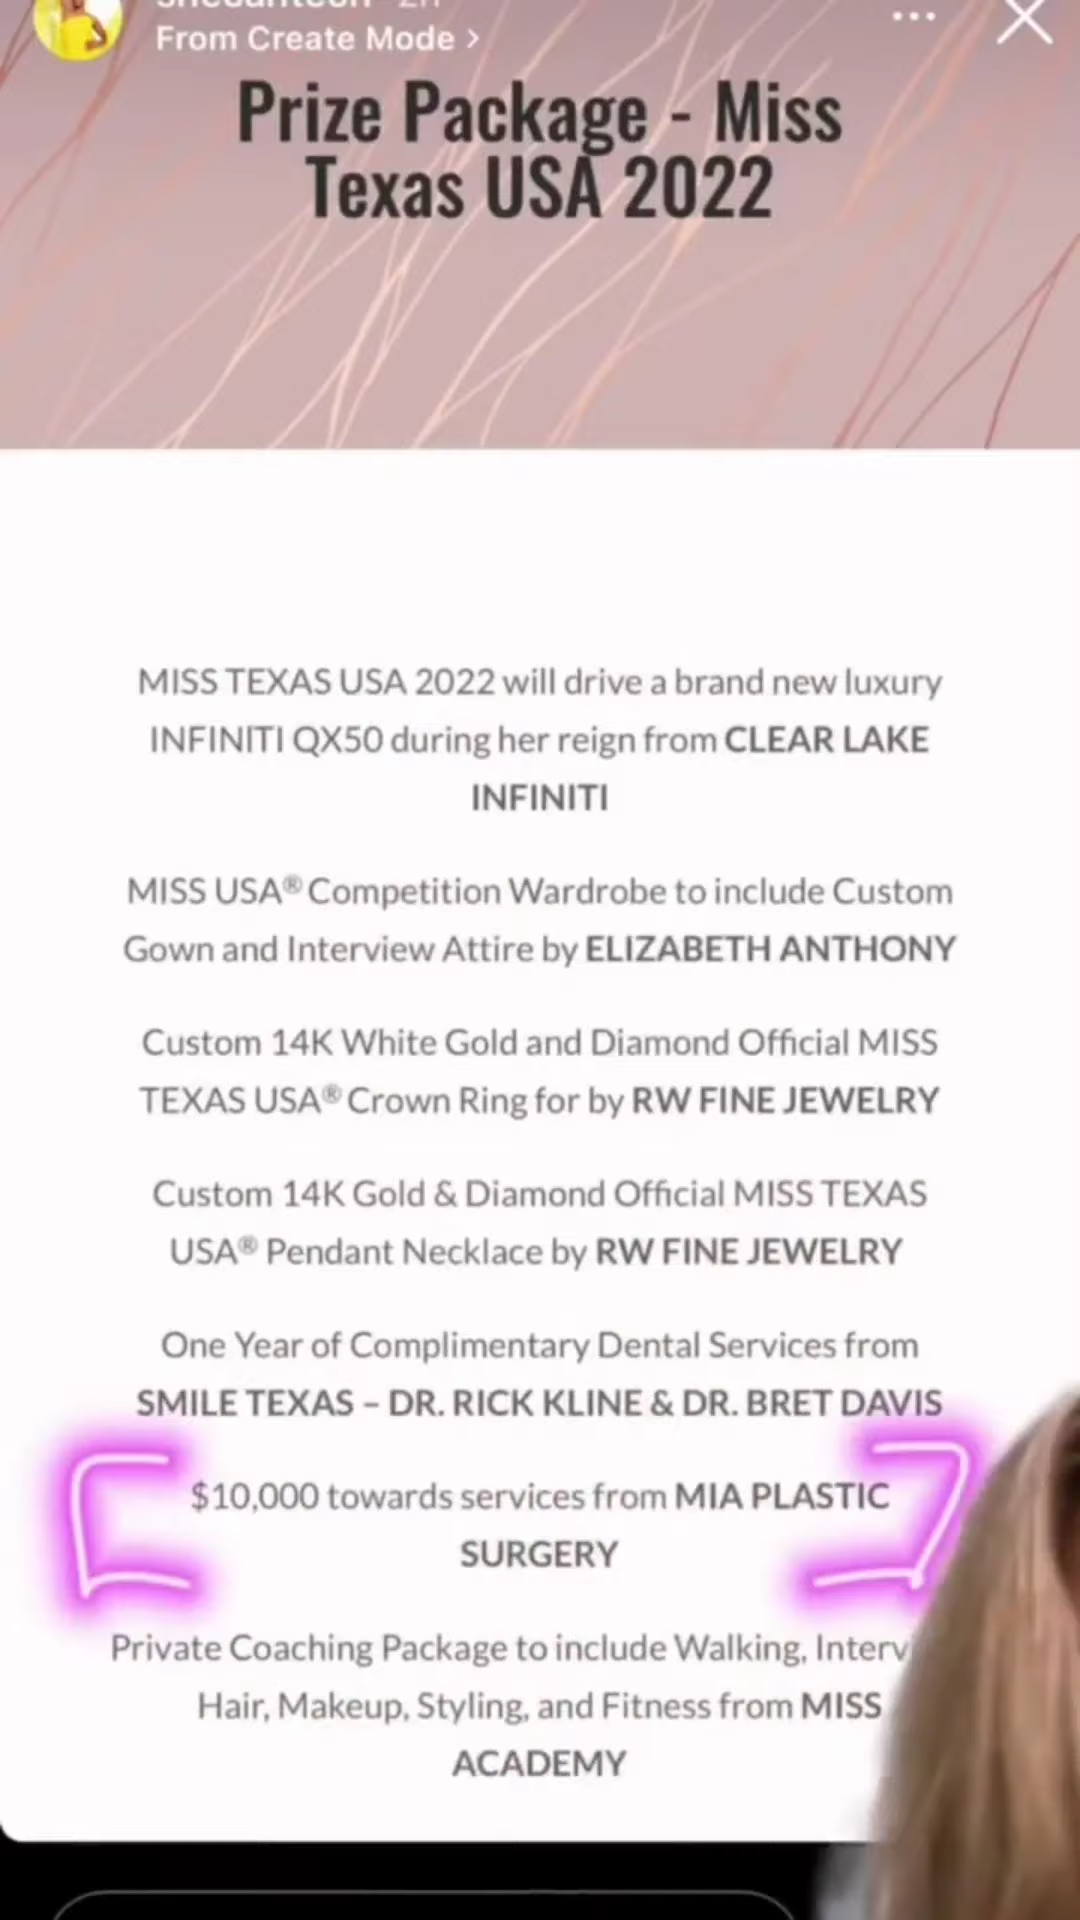 From Create Mode >
Prize Package - Miss
Texas USA 2022
MISS TEXAS USA 2022 will drive a brand new luxury
INFINITI QX50 during her reign from CLEAR LAKE
INFINITI
MISS USA® Competition Wardrobe to include Custom
Gown and Interview Attire by ELIZABETH ANTHONY
Custom 14K White Gold and Diamond Official MISS
TEXAS USA® Crown Ring for by RW FINE JEWELRY
Custom 14K Gold & Diamond Official MISS TEXAS
USA® Pendant Necklace by RW FINE JEWELRY
One Year of Complimentary Dental Services from
SMILE TEXAS – DR. RICK KLINE & DR. BRET DAVIS
$10,000 towards services from MIA PLASTIC
SURGERY
Private Coaching Package to include Walking,
Hair, Makeup, Styling, and Fitness from MISS
ACADEMY